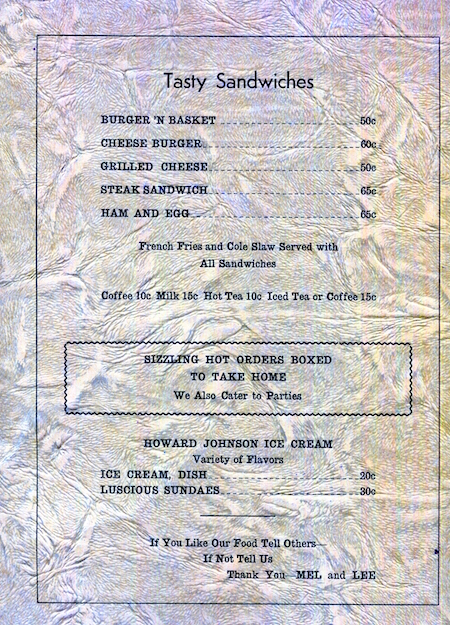 Tasty Sandwiches
BURGER 'N BASKET 50c
CHEESE BURGER 60c
GRILLED CHEESE 50c
STEAK SANDWICH 65c
HAM AND EGG 65c
French Fries and Cole Slaw Served with
All Sandwiches
Coffee 10c Milk 15c Hot Tea 10c Iced Tea or Coffee 15c
SIZZLING HOT ORDERS BOXED
TO TAKE HOME
We Also Cater to Parties
HOWARD JOHNSON ICE CREAM
Variety of Flavors
ICE CREAM, DISH 20c
LUSCIOUS SUNDAES 30c
If You Like Our Food Tell Others—
If Not Tell Us
Thank You MEL and LEE